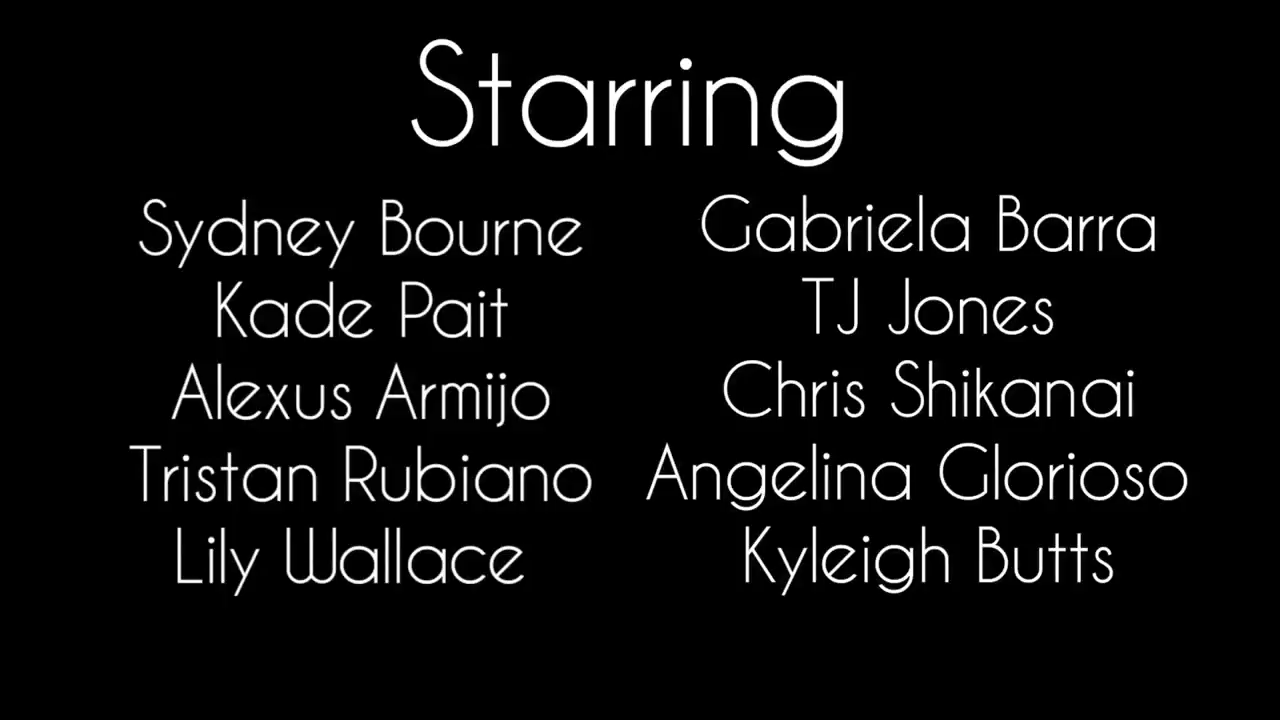 Starring
Sydney Bourne
Kade Pait
Alexus Armijo
Tristan Rubiano
Lily Wallace
Gabriela Barra
TJ Jones
Chris Shikanai
Angelina Glorioso
Kyleigh Butts